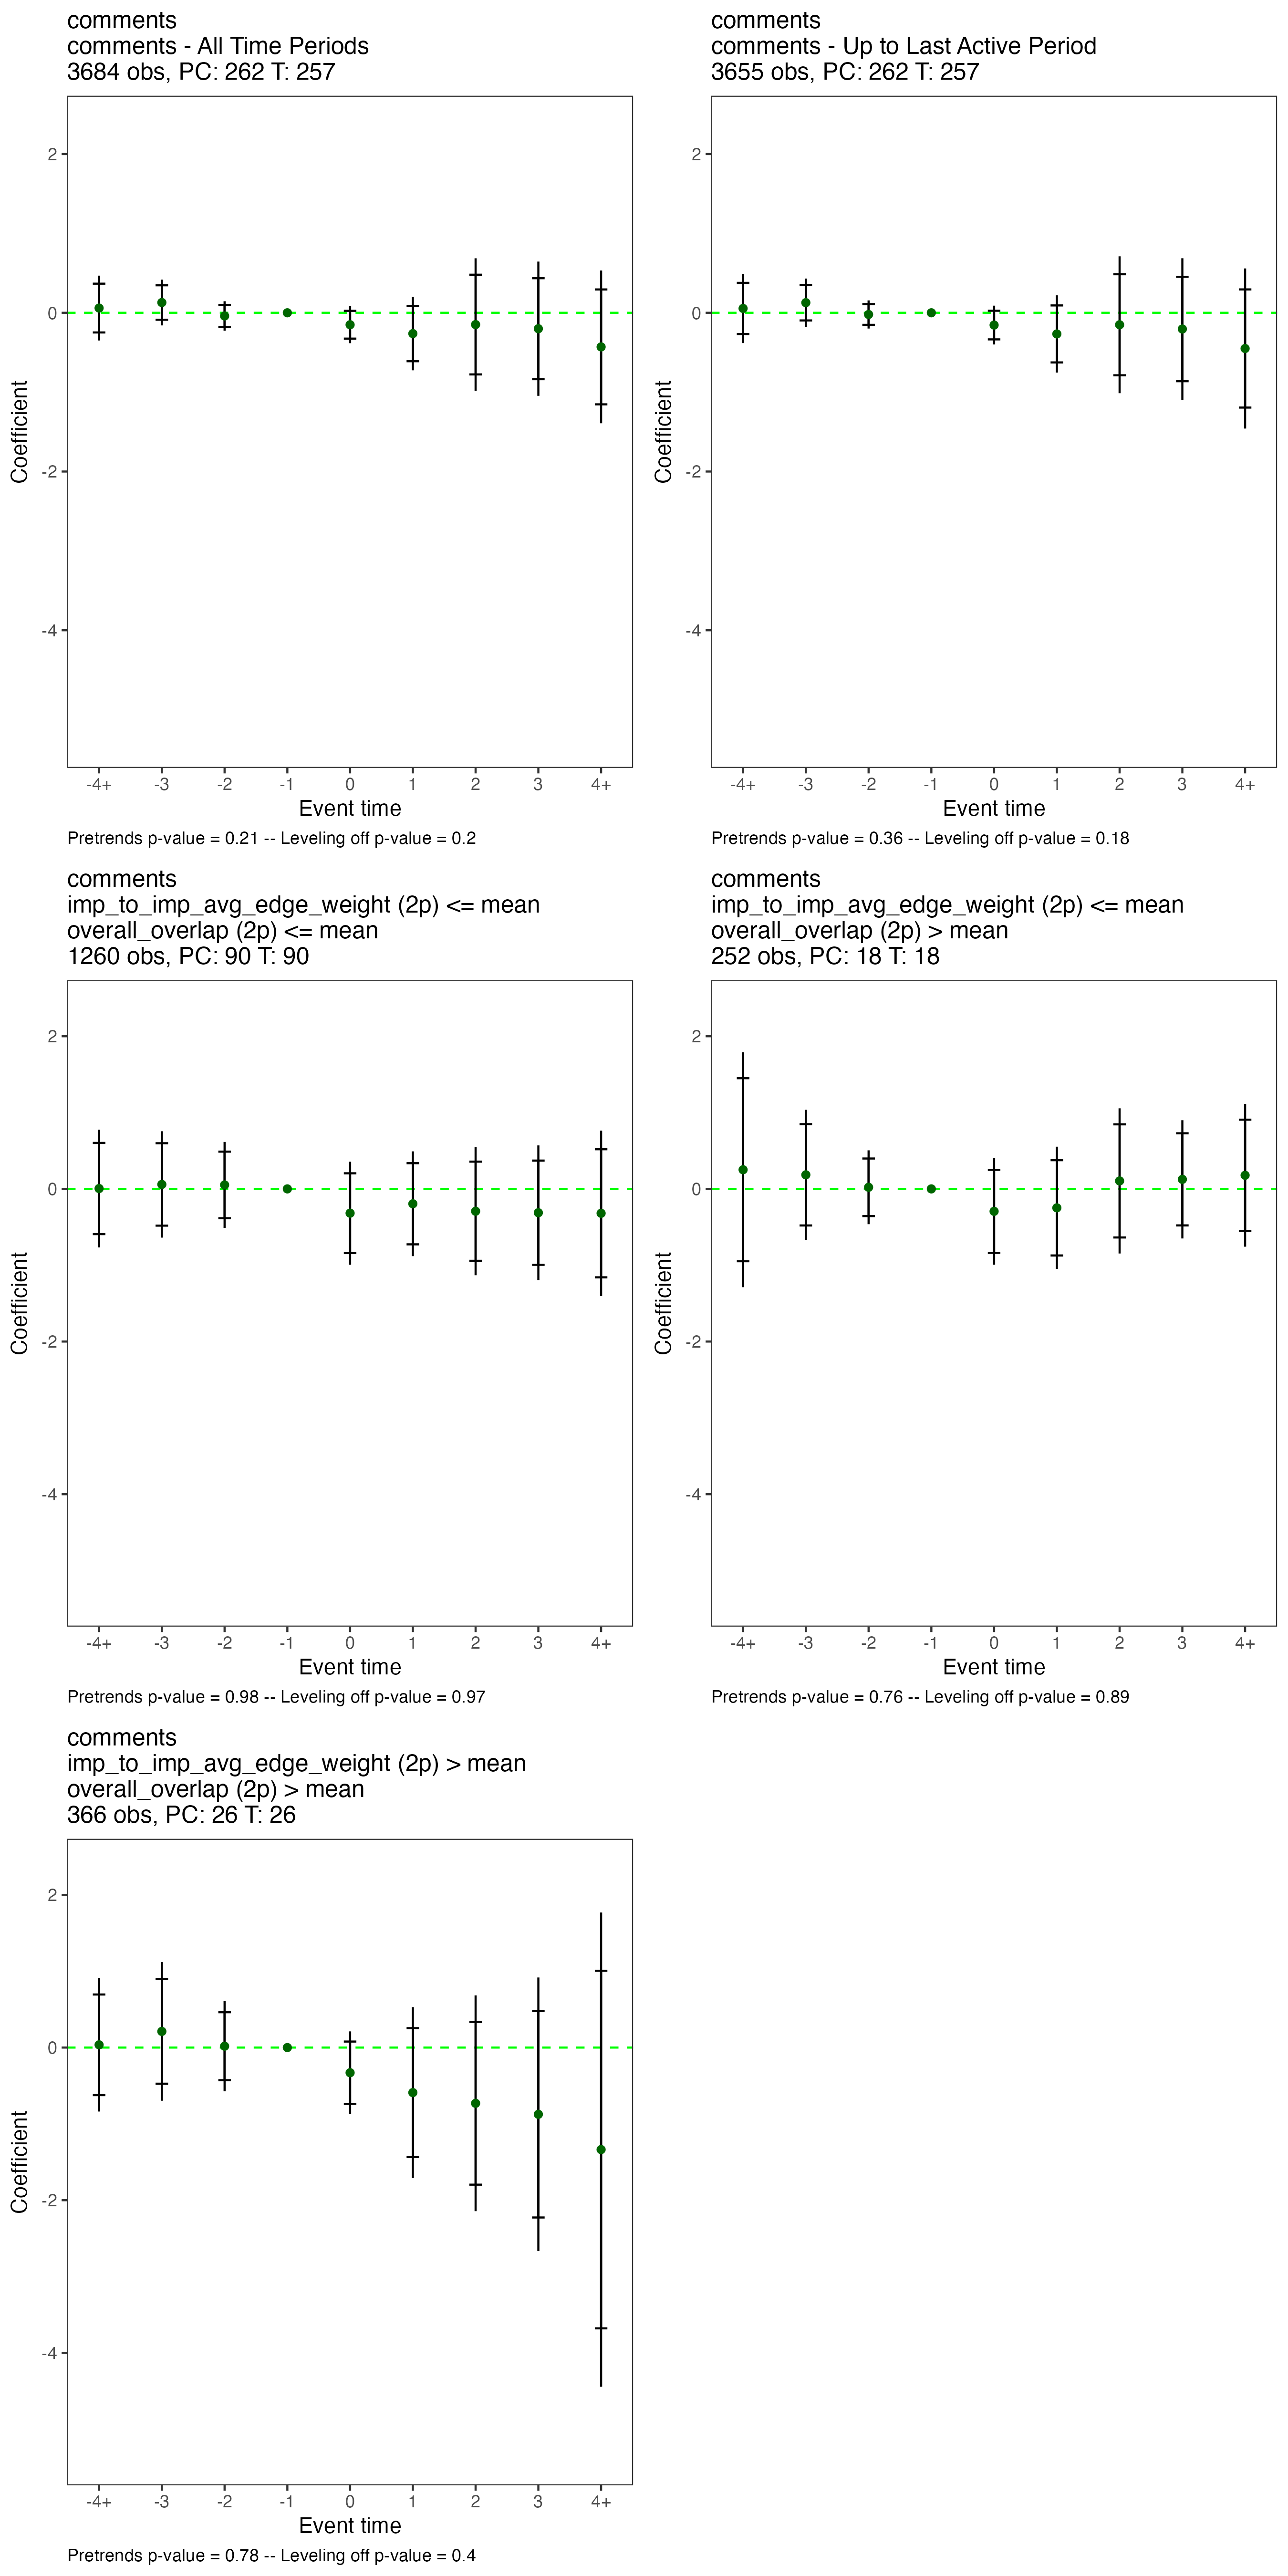 comments
comments - All Time Periods
3684 obs, PC: 262 T: 257
2
0
-2
-4
Coefficient
-4+ -3 -2 -1 0 1 2 3 4+
Event time
Pretrends p-value = 0.21 -- Leveling off p-value = 0.2
comments
comments - Up to Last Active Period
3655 obs, PC: 262 T: 257
2
0
-2
-4
Coefficient
-4+ -3 -2 -1 0 1 2 3 4+
Event time
Pretrends p-value = 0.36 -- Leveling off p-value = 0.18
comments
imp_to_imp_avg_edge_weight (2p) <= mean
overall_overlap (2p) <= mean
1260 obs, PC: 90 T: 90
2
0
-2
-4
Coefficient
-4+ -3 -2 -1 0 1 2 3 4+
Event time
Pretrends p-value = 0.98 -- Leveling off p-value = 0.97
comments
imp_to_imp_avg_edge_weight (2p) <= mean
overall_overlap (2p) > mean
252 obs, PC: 18 T: 18
2
0
-2
-4
Coefficient
-4+ -3 -2 -1 0 1 2 3 4+
Event time
Pretrends p-value = 0.76 -- Leveling off p-value = 0.89
comments
imp_to_imp_avg_edge_weight (2p) > mean
overall_overlap (2p) > mean
366 obs, PC: 26 T: 26
2
0
-2
-4
Coefficient
-4+ -3 -2 -1 0 1 2 3 4+
Event time
Pretrends p-value = 0.78 -- Leveling off p-value = 0.4